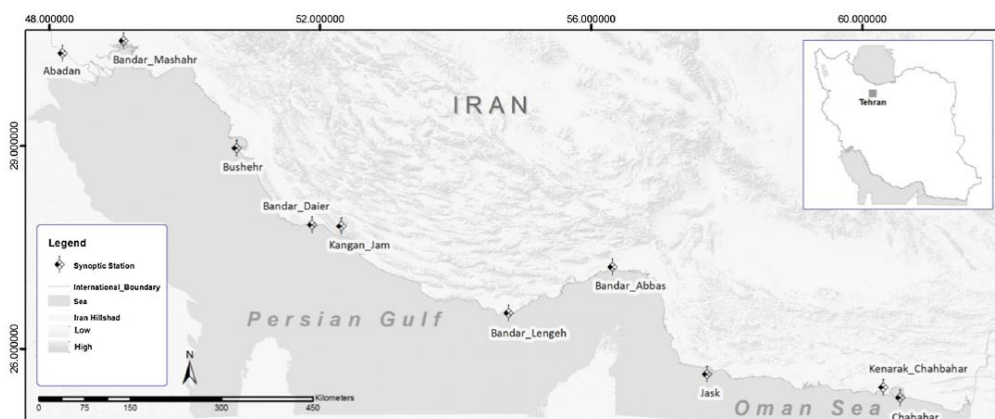 48.000000 52.000000 56.000000 60.000000
29.000000
26.000000
Abadan
Bandar_Mashahr
IRAN
Tehran
Bushehr
Bandar_Daier
Kangan_Jam
Bandar_Abbas
Bandar_Lengeh
Persian Gulf
Jask
Kenarak_Chahbahar
Chahabar
Oman Sea
Legend
Synoptic Station
International_Boundary
Sea
Iran Hillshad
Low
High
N
0 75 150 300 450
Kilometers